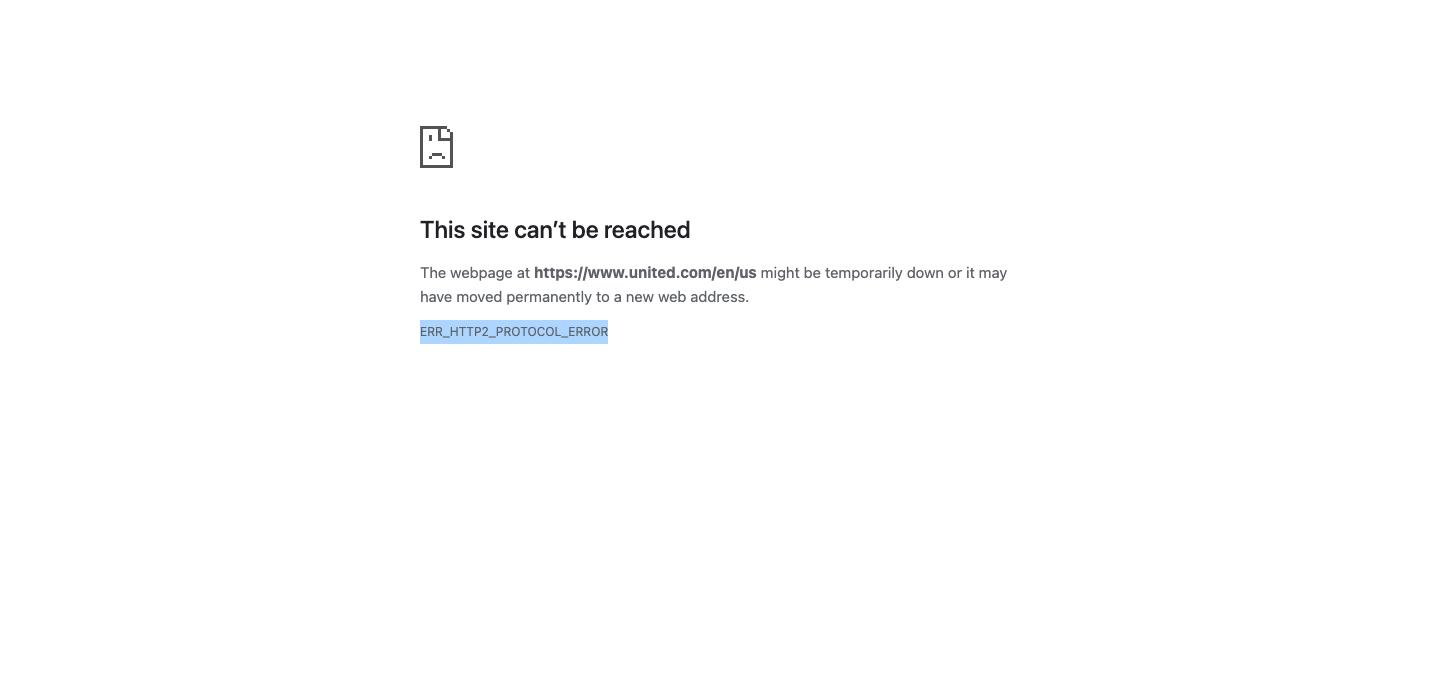 This site can’t be reached
The webpage at https://www.united.com/en/us might be temporarily down or it may
have moved permanently to a new web address.
ERR_HTTP2_PROTOCOL_ERROR